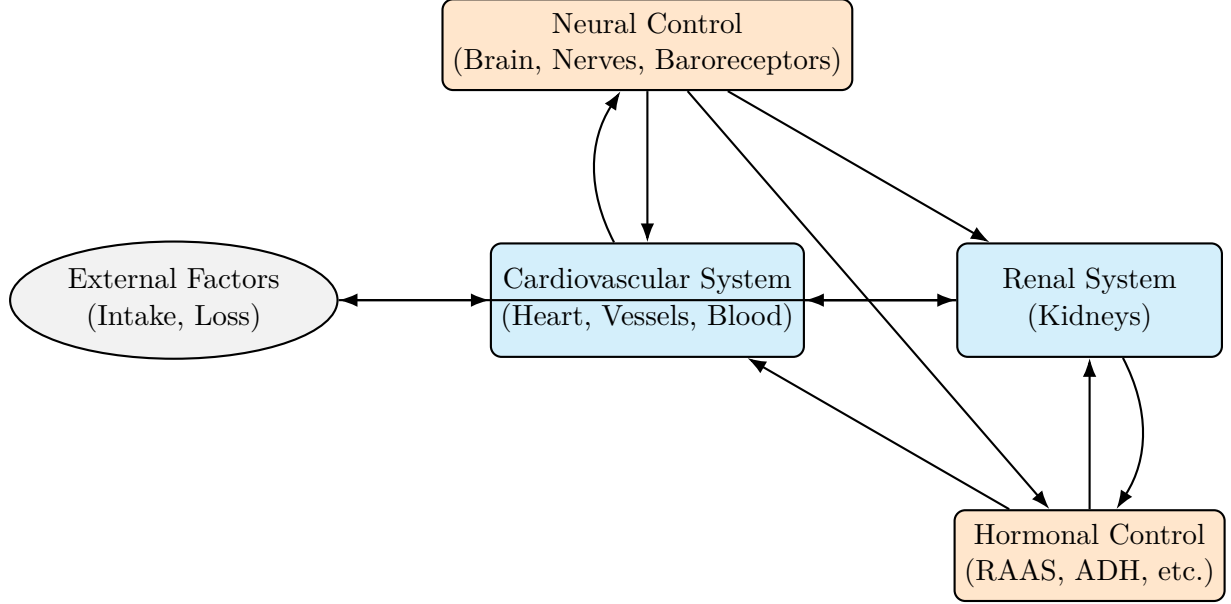 Neural Control
(Brain, Nerves, Baroreceptors)
External Factors
(Intake, Loss)
Cardiovascular System
(Heart, Vessels, Blood)
Renal System
(Kidneys)
Hormonal Control
(RAAS, ADH, etc.)